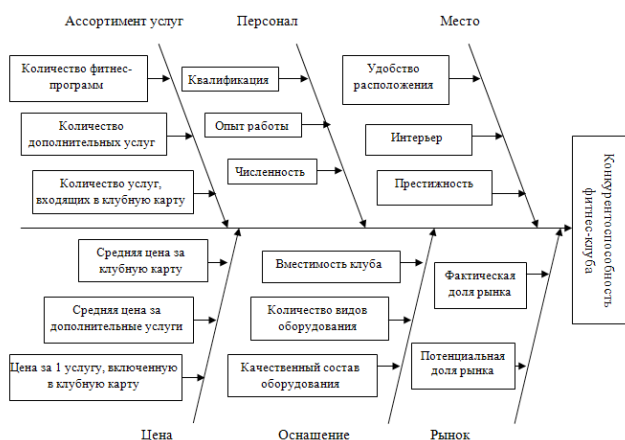 Ассортимент услуг
Персонал
Место
Количество фитнес-
программ
Количество
дополнительных услуг
Количество услуг,
входящих в клубную карту
Квалификация
Опыт работы
Численность
Удобство
расположения
Интерьер
Престижность
Конкурентоспособность
фитнес-клуба
Средняя цена за
клубную карту
Средняя цена за
дополнительные услуги
Цена за 1 услугу, включенную
в клубную карту
Вместимость клуба
Количество видов
оборудования
Качественный состав
оборудования
Фактическая
доля рынка
Потенциальная
доля рынка
Цена
Оснашение
Рынок